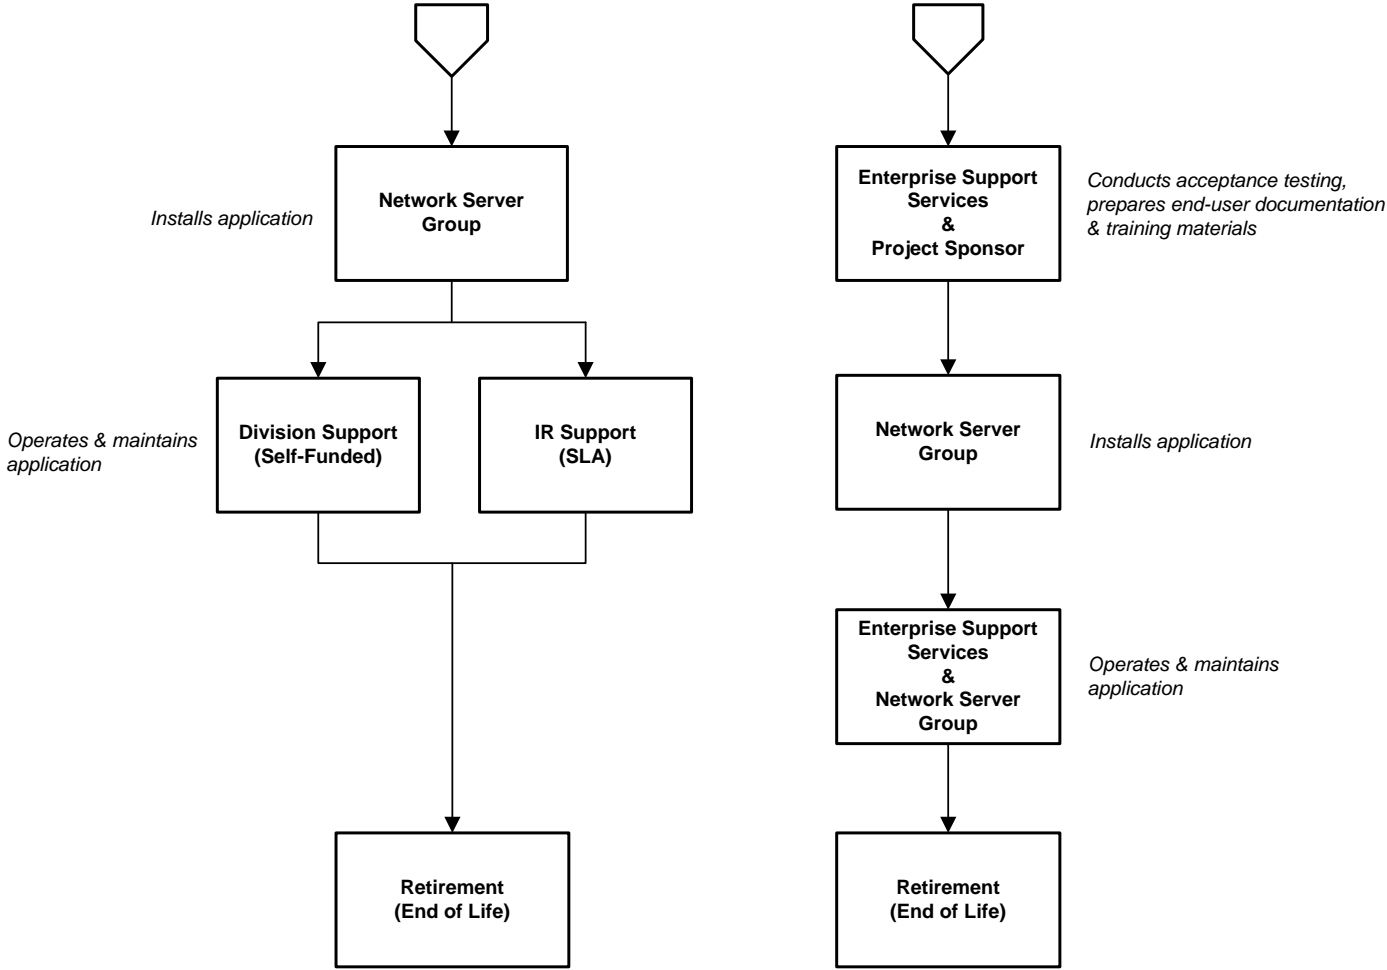 Installs application
Network Server
Group
Operates & maintains
application
Division Support
(Self-Funded)
IR Support
(SLA)
Retirement
(End of Life)
Enterprise Support
Services
&
Project Sponsor
Conducts acceptance testing,
prepares end-user documentation
& training materials
Network Server
Group
Installs application
Enterprise Support
Services
&
Network Server
Group
Operates & maintains
application
Retirement
(End of Life)